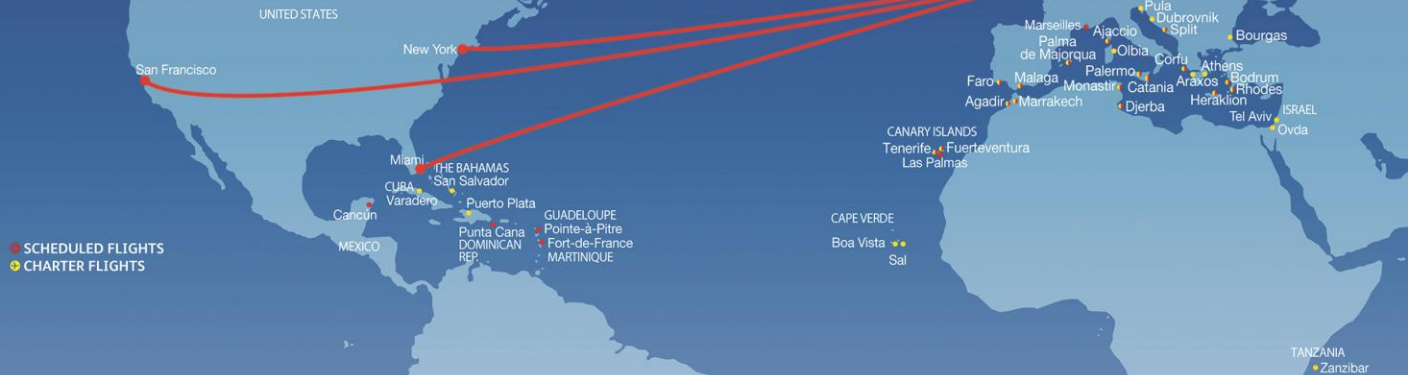 UNITED STATES
New York
San Francisco
Miami
THE BAHAMAS
San Salvador
CUBA
Varadero
Cancún
MEXICO
Puerto Plata
Punta Cana
DOMINICAN
REP.
GUADELOUPE
Pointe-à-Pitre
Fort-de-France
MARTINIQUE
SCHEDULED FLIGHTS
CHARTER FLIGHTS
Pula
Dubrovnik
Split
Marseilles
Ajaccio
Bourgas
Palma
de Majorqua
Olbia
Corfu
Athens
Palermo
Faro
Malaga
Monastir
Catania
Araxos
Bodrum
Rhodes
Heraklion
Agadir
Marrakech
Djerba
Tel Aviv
ISRAEL
Ovda
CANARY ISLANDS
Tenerife
Fuerteventura
Las Palmas
CAPE VERDE
Boa Vista
Sal
TANZANIA
Zanzibar